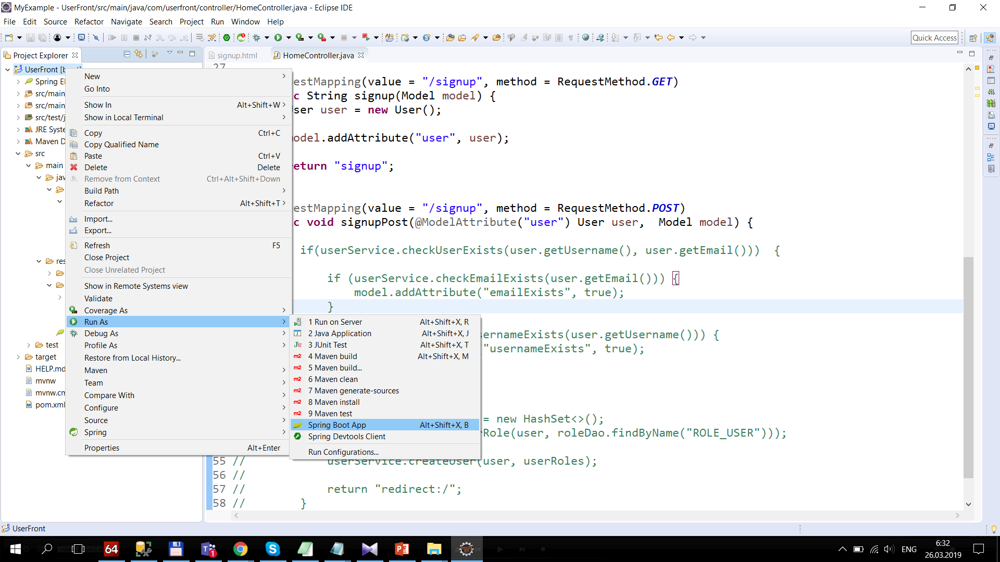 MyExample - UserFront/src/main/java/com/userfront/controller/HomeController.java - Eclipse IDE
File Edit Source Refactor Navigate Search Project Run Window Help
Quick Access
Project Explorer
signup.html
HomeController.java
UserFront [b
Spring El
src/main
src/main
src/test/j
JRE Syste
Maven D
src
main
jav
res
test
target
HELP.md
mvnw
mvnw.cm
pom.xml
New
Go Into
Show In Alt+Shift+W
Show in Local Terminal
Copy Ctrl+C
Copy Qualified Name
Paste Ctrl+V
Delete Delete
Remove from Context Ctrl+Alt+Shift+Down
Build Path
Refactor Alt+Shift+T
Import...
Export...
Refresh F5
Close Project
Close Unrelated Project
Show in Remote Systems view
Validate
Coverage As
Run As
Debug As
Profile As
Restore from Local History...
Maven
Team
Compare With
Configure
Source
Spring
Properties Alt+Enter
1 Run on Server Alt+Shift+X, R
2 Java Application Alt+Shift+X, J
3 JUnit Test Alt+Shift+X, T
4 Maven build Alt+Shift+X, M
5 Maven build...
6 Maven clean
7 Maven generate-sources
8 Maven install
9 Maven test
Spring Boot App Alt+Shift+X, B
Spring Devtools Client
Run Configurations...
27
estMapping(value = "/signup", method = RequestMethod.GET)
c String signup(Model model) {
ser user = new User();
odel.addAttribute("user", user);
eturn "signup";
estMapping(value = "/signup", method = RequestMethod.POST)
c void signupPost(@ModelAttribute("user") User user, Model model) {
if(userService.checkUserExists(user.getUsername(), user.getEmail())) {
if (userService.checkEmailExists(user.getEmail())) {
model.addAttribute("emailExists", true);
}
sernameExists(user.getUsername())) {
"usernameExists", true);
= new HashSet<>();
Role(user, roleDao.findByName("ROLE_USER")));
55 // userService.createUser(user, userRoles);
56 //
57 // return "redirect:/";
58 // }
UserFront
64
1
ENG
6:32
26.03.2019